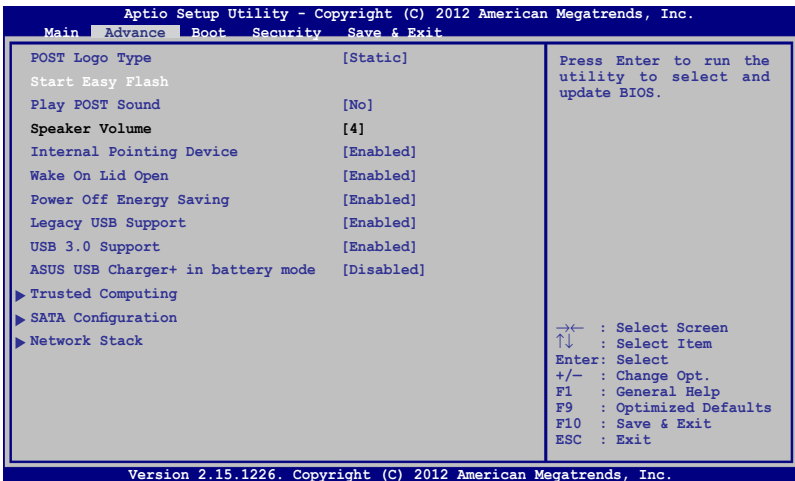 Aptio Setup Utility - Copyright (C) 2012 American Megatrends, Inc.
Main Advance Boot Security Save & Exit
POST Logo Type [Static]
Start Easy Flash
Play POST Sound [No]
Speaker Volume [4]
Internal Pointing Device [Enabled]
Wake On Lid Open [Enabled]
Power Off Energy Saving [Enabled]
Legacy USB Support [Enabled]
USB 3.0 Support [Enabled]
ASUS USB Charger+ in battery mode [Disabled]
Trusted Computing
SATA Configuration
Network Stack
Press Enter to run the
utility to select and
update BIOS.
→← : Select Screen
↑↓ : Select Item
Enter: Select
+/— : Change Opt.
F1 : General Help
F9 : Optimized Defaults
F10 : Save & Exit
ESC : Exit
Version 2.15.1226. Copyright (C) 2012 American Megatrends, Inc.